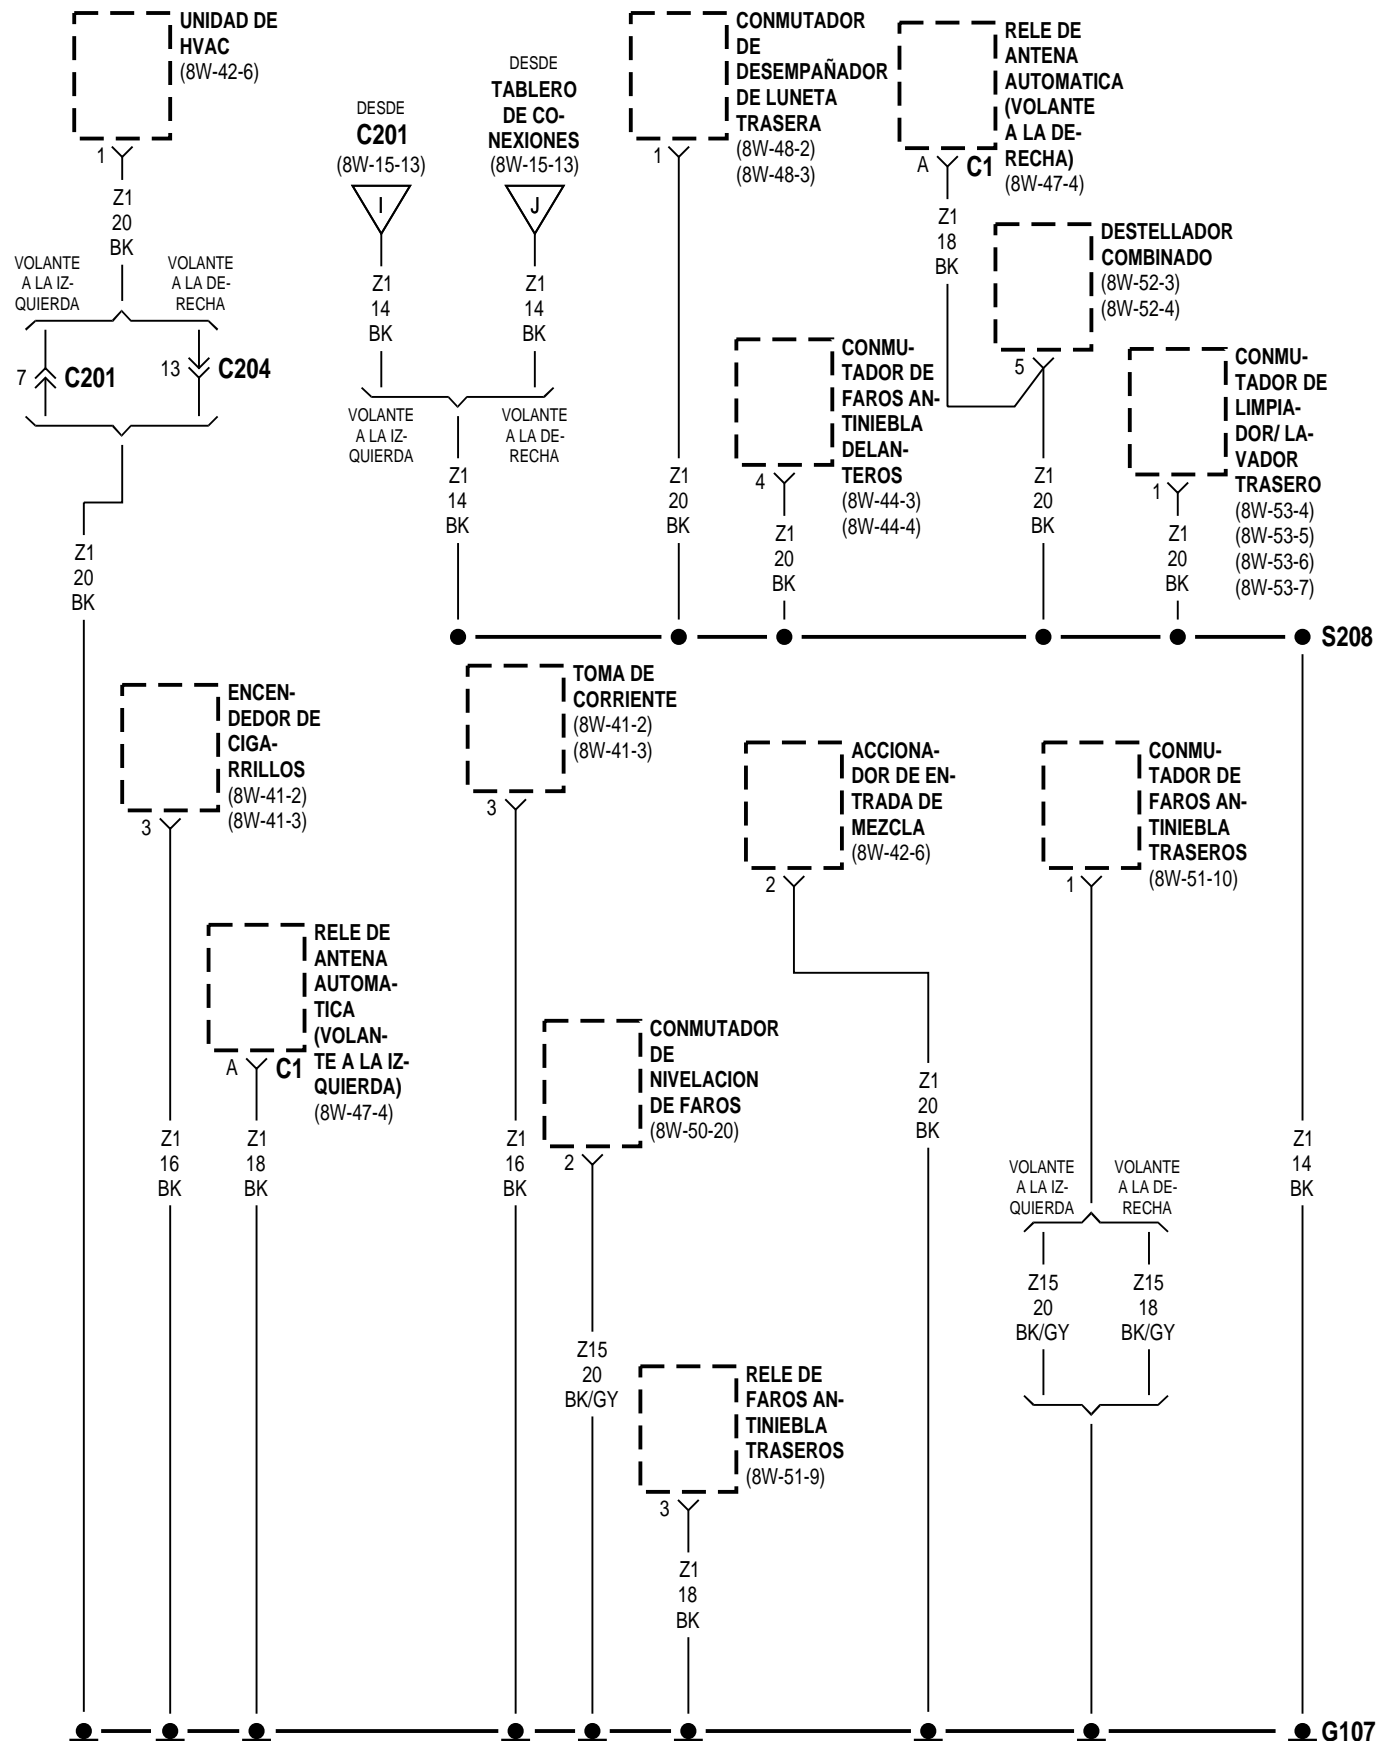 UNIDAD DE
HVAC
(8W-42-6)
1
Z1
20
BK
VOLANTE
A LA IZ-
QUIERDA
VOLANTE
A LA DE-
RECHA
7
C201
13
C204
Z1
20
BK
DESDE
C201
(8W-15-13)
I
Z1
14
BK
DESDE
TABLERO
DE CO-
NEXIONES
(8W-15-13)
J
Z1
14
BK
VOLANTE
A LA IZ-
QUIERDA
VOLANTE
A LA DE-
RECHA
Z1
14
BK
CONMUTADOR
DE
DESEMPAÑADOR
DE LUNETA
TRASERA
(8W-48-2)
(8W-48-3)
1
Z1
20
BK
RELE DE
ANTENA
AUTOMATICA
(VOLANTE
A LA DE-
RECHA)
(8W-47-4)
A
C1
Z1
18
BK
DESTELLADOR
COMBINADO
(8W-52-3)
(8W-52-4)
5
Z1
20
BK
CONMU-
TADOR DE
FAROS AN-
TINIEBLA
DELAN-
TEROS
(8W-44-3)
(8W-44-4)
4
Z1
20
BK
CONMU-
TADOR DE
LIMPIA-
DOR/ LA-
VADOR
TRASERO
(8W-53-4)
(8W-53-5)
(8W-53-6)
(8W-53-7)
1
Z1
20
BK
S208
ENCEN-
DEDOR DE
CIGA-
RRILLOS
(8W-41-2)
(8W-41-3)
3
Z1
16
BK
RELE DE
ANTENA
AUTOMA-
TICA
(VOLAN-
TE A LA IZ-
QUIERDA)
(8W-47-4)
A
C1
Z1
18
BK
TOMA DE
CORRIENTE
(8W-41-2)
(8W-41-3)
3
Z1
16
BK
CONMUTADOR
DE
NIVELACION
DE FAROS
(8W-50-20)
2
Z15
20
BK/GY
RELE DE
FAROS AN-
TINIEBLA
TRASEROS
(8W-51-9)
3
Z1
18
BK
ACCIONA-
DOR DE EN-
TRADA DE
MEZCLA
(8W-42-6)
2
Z1
20
BK
CONMU-
TADOR DE
FAROS AN-
TINIEBLA
TRASEROS
(8W-51-10)
1
VOLANTE
A LA IZ-
QUIERDA
VOLANTE
A LA DE-
RECHA
Z15
20
BK/GY
Z15
18
BK/GY
Z1
14
BK
G107